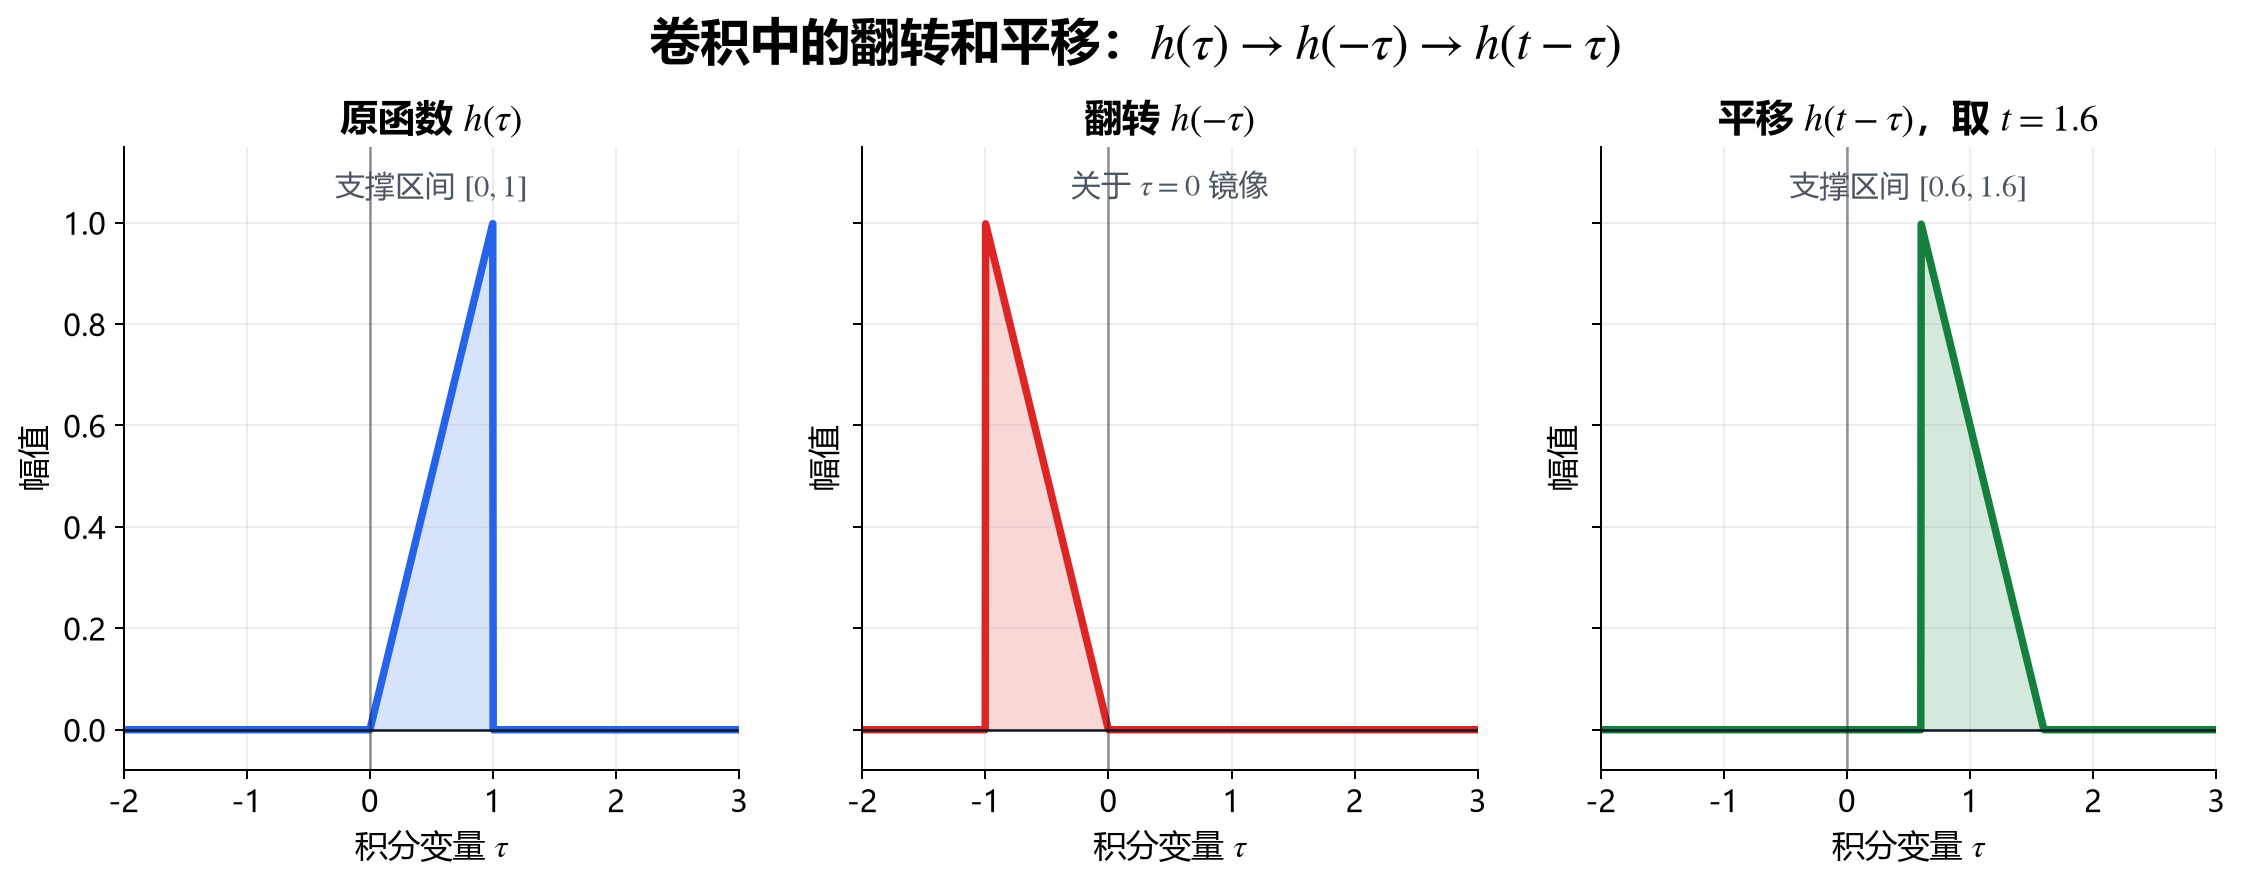 卷积中的翻转和平移：h(τ) → h(−τ) → h(t − τ)
原函数 h(τ)
支撑区间 [0, 1]
幅值
1.0
0.8
0.6
0.4
0.2
0.0
-2 -1 0 1 2 3
积分变量 τ
翻转 h(−τ)
关于 τ = 0 镜像
幅值
-2 -1 0 1 2 3
积分变量 τ
平移 h(t − τ)，取 t = 1.6
支撑区间 [0.6, 1.6]
幅值
-2 -1 0 1 2 3
积分变量 τ